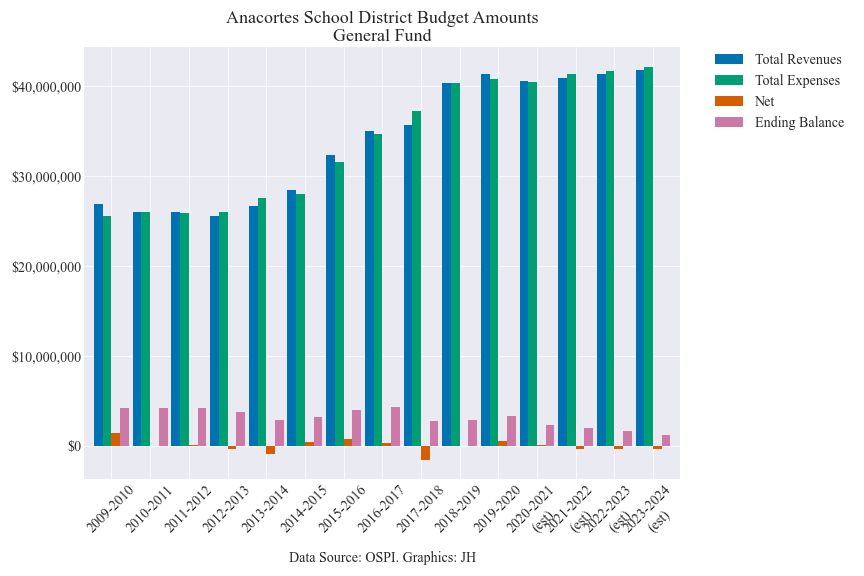 Anacortes School District Budget Amounts
General Fund
Total Revenues
Total Expenses
Net
Ending Balance
$40,000,000
$30,000,000
$20,000,000
$10,000,000
$0
2009-2010
2010-2011
2011-2012
2012-2013
2013-2014
2014-2015
2015-2016
2016-2017
2017-2018
2018-2019
2019-2020
2020-2021
(est)
2021-2022
(est)
2022-2023
(est)
2023-2024
(est)
Data Source: OSPI. Graphics: JH